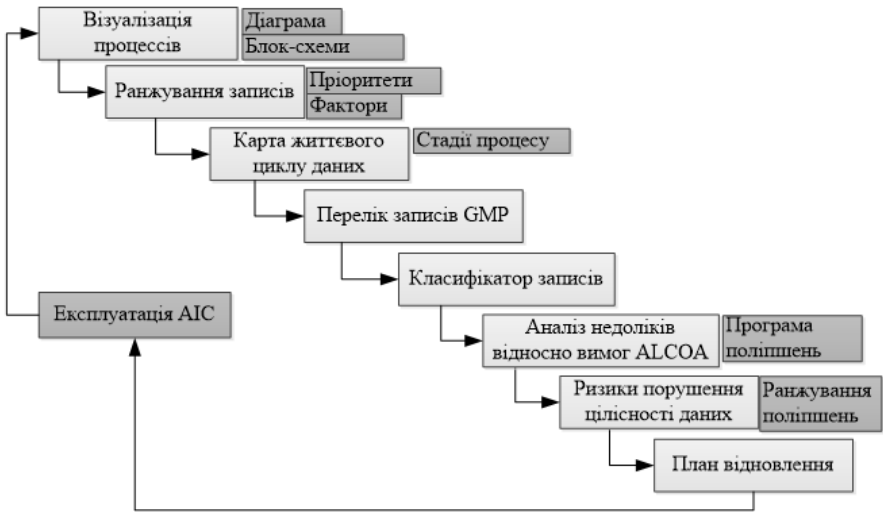 Візуалізація
процессів
Діаграма
Блок-схеми
Ранжування записів
Пріоритети
Фактори
Карта життєвого
циклу даних
Стадії процесу
Перелік записів GMP
Класифікатор записів
Експлуатація АІС
Аналіз недоліків
відносно вимог ALCOA
Програма
поліпшень
Ризики порушення
цілісності даних
Ранжування
поліпшень
План відновлення